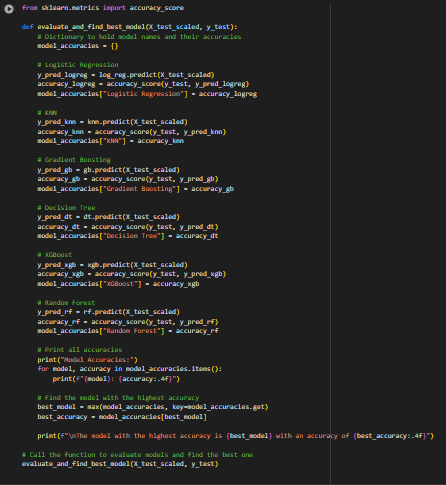 from sklearn.metrics import accuracy_score
def evaluate_and_find_best_model(X_test_scaled, y_test):
# Dictionary to hold model names and their accuracies
model_accuracies = {}
# Logistic Regression
y_pred_logreg = log_reg.predict(X_test_scaled)
accuracy_logreg = accuracy_score(y_test, y_pred_logreg)
model_accuracies["Logistic Regression"] = accuracy_logreg
# KNN
y_pred_knn = knn.predict(X_test_scaled)
accuracy_knn = accuracy_score(y_test, y_pred_knn)
model_accuracies["KNN"] = accuracy_knn
# Gradient Boosting
y_pred_gb = gb.predict(X_test_scaled)
accuracy_gb = accuracy_score(y_test, y_pred_gb)
model_accuracies["Gradient Boosting"] = accuracy_gb
# Decision Tree
y_pred_dt = dt.predict(X_test_scaled)
accuracy_dt = accuracy_score(y_test, y_pred_dt)
model_accuracies["Decision Tree"] = accuracy_dt
# XGBoost
y_pred_xgb = xgb.predict(X_test_scaled)
accuracy_xgb = accuracy_score(y_test, y_pred_xgb)
model_accuracies["XGBoost"] = accuracy_xgb
# Random Forest
y_pred_rf = rf.predict(X_test_scaled)
accuracy_rf = accuracy_score(y_test, y_pred_rf)
model_accuracies["Random Forest"] = accuracy_rf
# Print all accuracies
print("Model Accuracies:")
for model, accuracy in model_accuracies.items():
print(f"{model}: {accuracy:.4f}")
# Find the model with the highest accuracy
best_model = max(model_accuracies, key=model_accuracies.get)
best_accuracy = model_accuracies[best_model]
print(f"\nThe model with the highest accuracy is {best_model} with an accuracy of {best_accuracy:.4f}")
# Call the function to evaluate models and find the best one
evaluate_and_find_best_model(X_test_scaled, y_test)